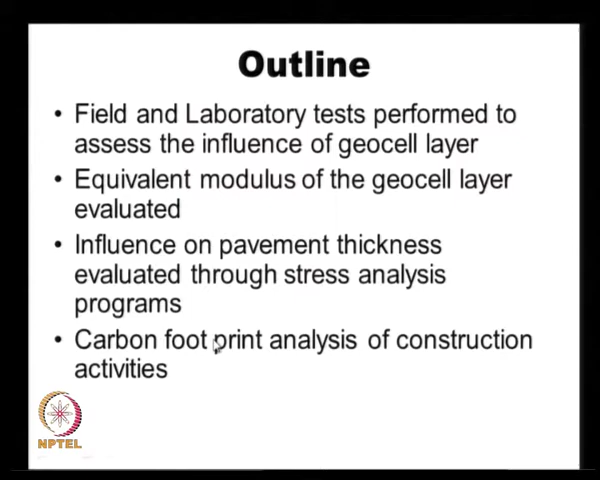 Outline
• Field and Laboratory tests performed to
assess the influence of geocell layer
• Equivalent modulus of the geocell layer
evaluated
• Influence on pavement thickness
evaluated through stress analysis
programs
• Carbon foot print analysis of construction
activities
NPTEL